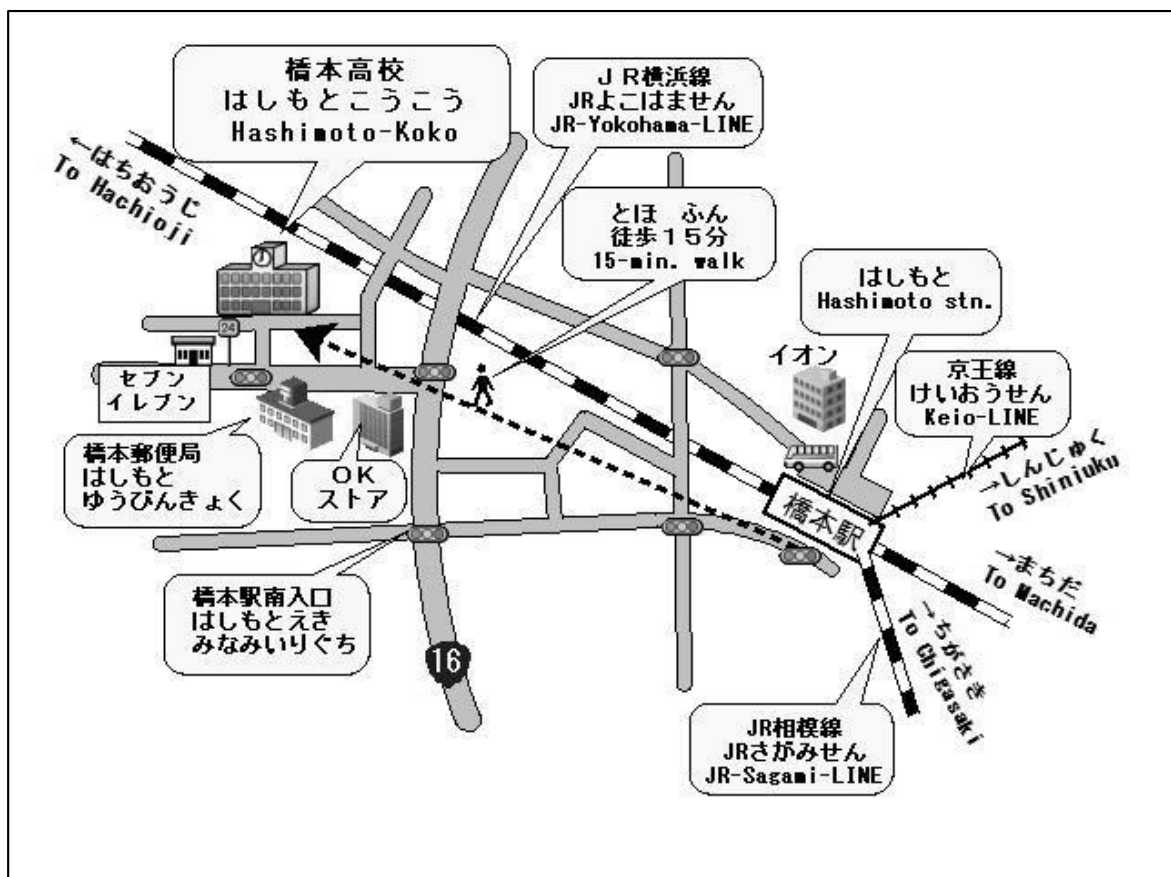 橋本高校
はしもとこうこう
Hashimoto-Koko
JR横浜線
JRよこはません
JR-Yokohama-LINE
←はちおうじ
To Hachioji
とほ ふん
徒歩15分
15-min. walk
はしもと
Hashimoto stn.
イオン
京王線
けいおうせん
Keio-LINE
24
セブン
イレブン
→しんじゅく
To Shinjuku
橋本郵便局
はしもと
ゆうびんきょく
OK
ストア
橋本駅
→まちだ
To Machida
橋本駅南入口
はしもとえき
みなみいりぐち
16
→ちがさき
To Chigasaki
JR相模線
JRさがみせん
JR-Sagami-LINE